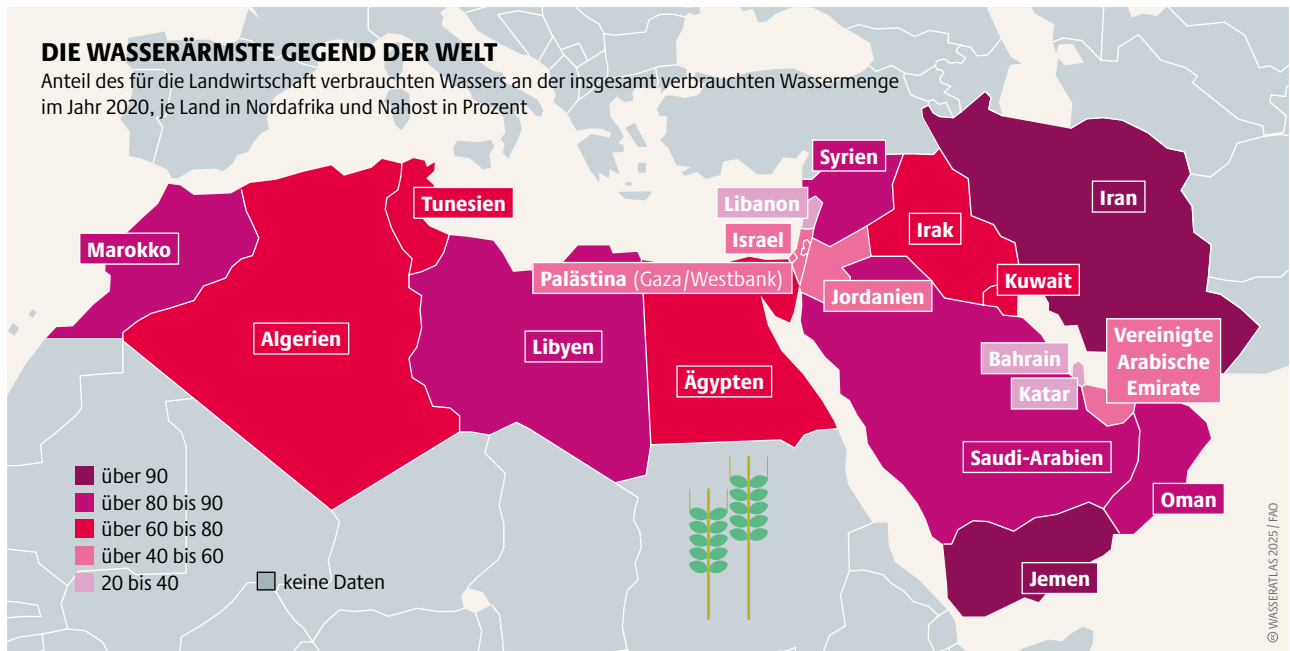 DIE WASSERÄRMSTE GEGEND DER WELT
Anteil des für die Landwirtschaft verbrauchten Wassers an der insgesamt verbrauchten Wassermenge
im Jahr 2020, je Land in Nordafrika und Nahost in Prozent
Syrien
Libanon
Iran
Tunesien
Israel
Irak
Marokko
Palästina (Gaza/Westbank)
Kuwait
Jordanien
Algerien
Libyen
Vereinigte
Arabische
Emirate
Bahrain
Ägypten
Katar
Saudi-Arabien
Oman
Jemen
über 90
über 80 bis 90
über 60 bis 80
über 40 bis 60
20 bis 40
keine Daten
WASSERATLAS 2025 / FAO